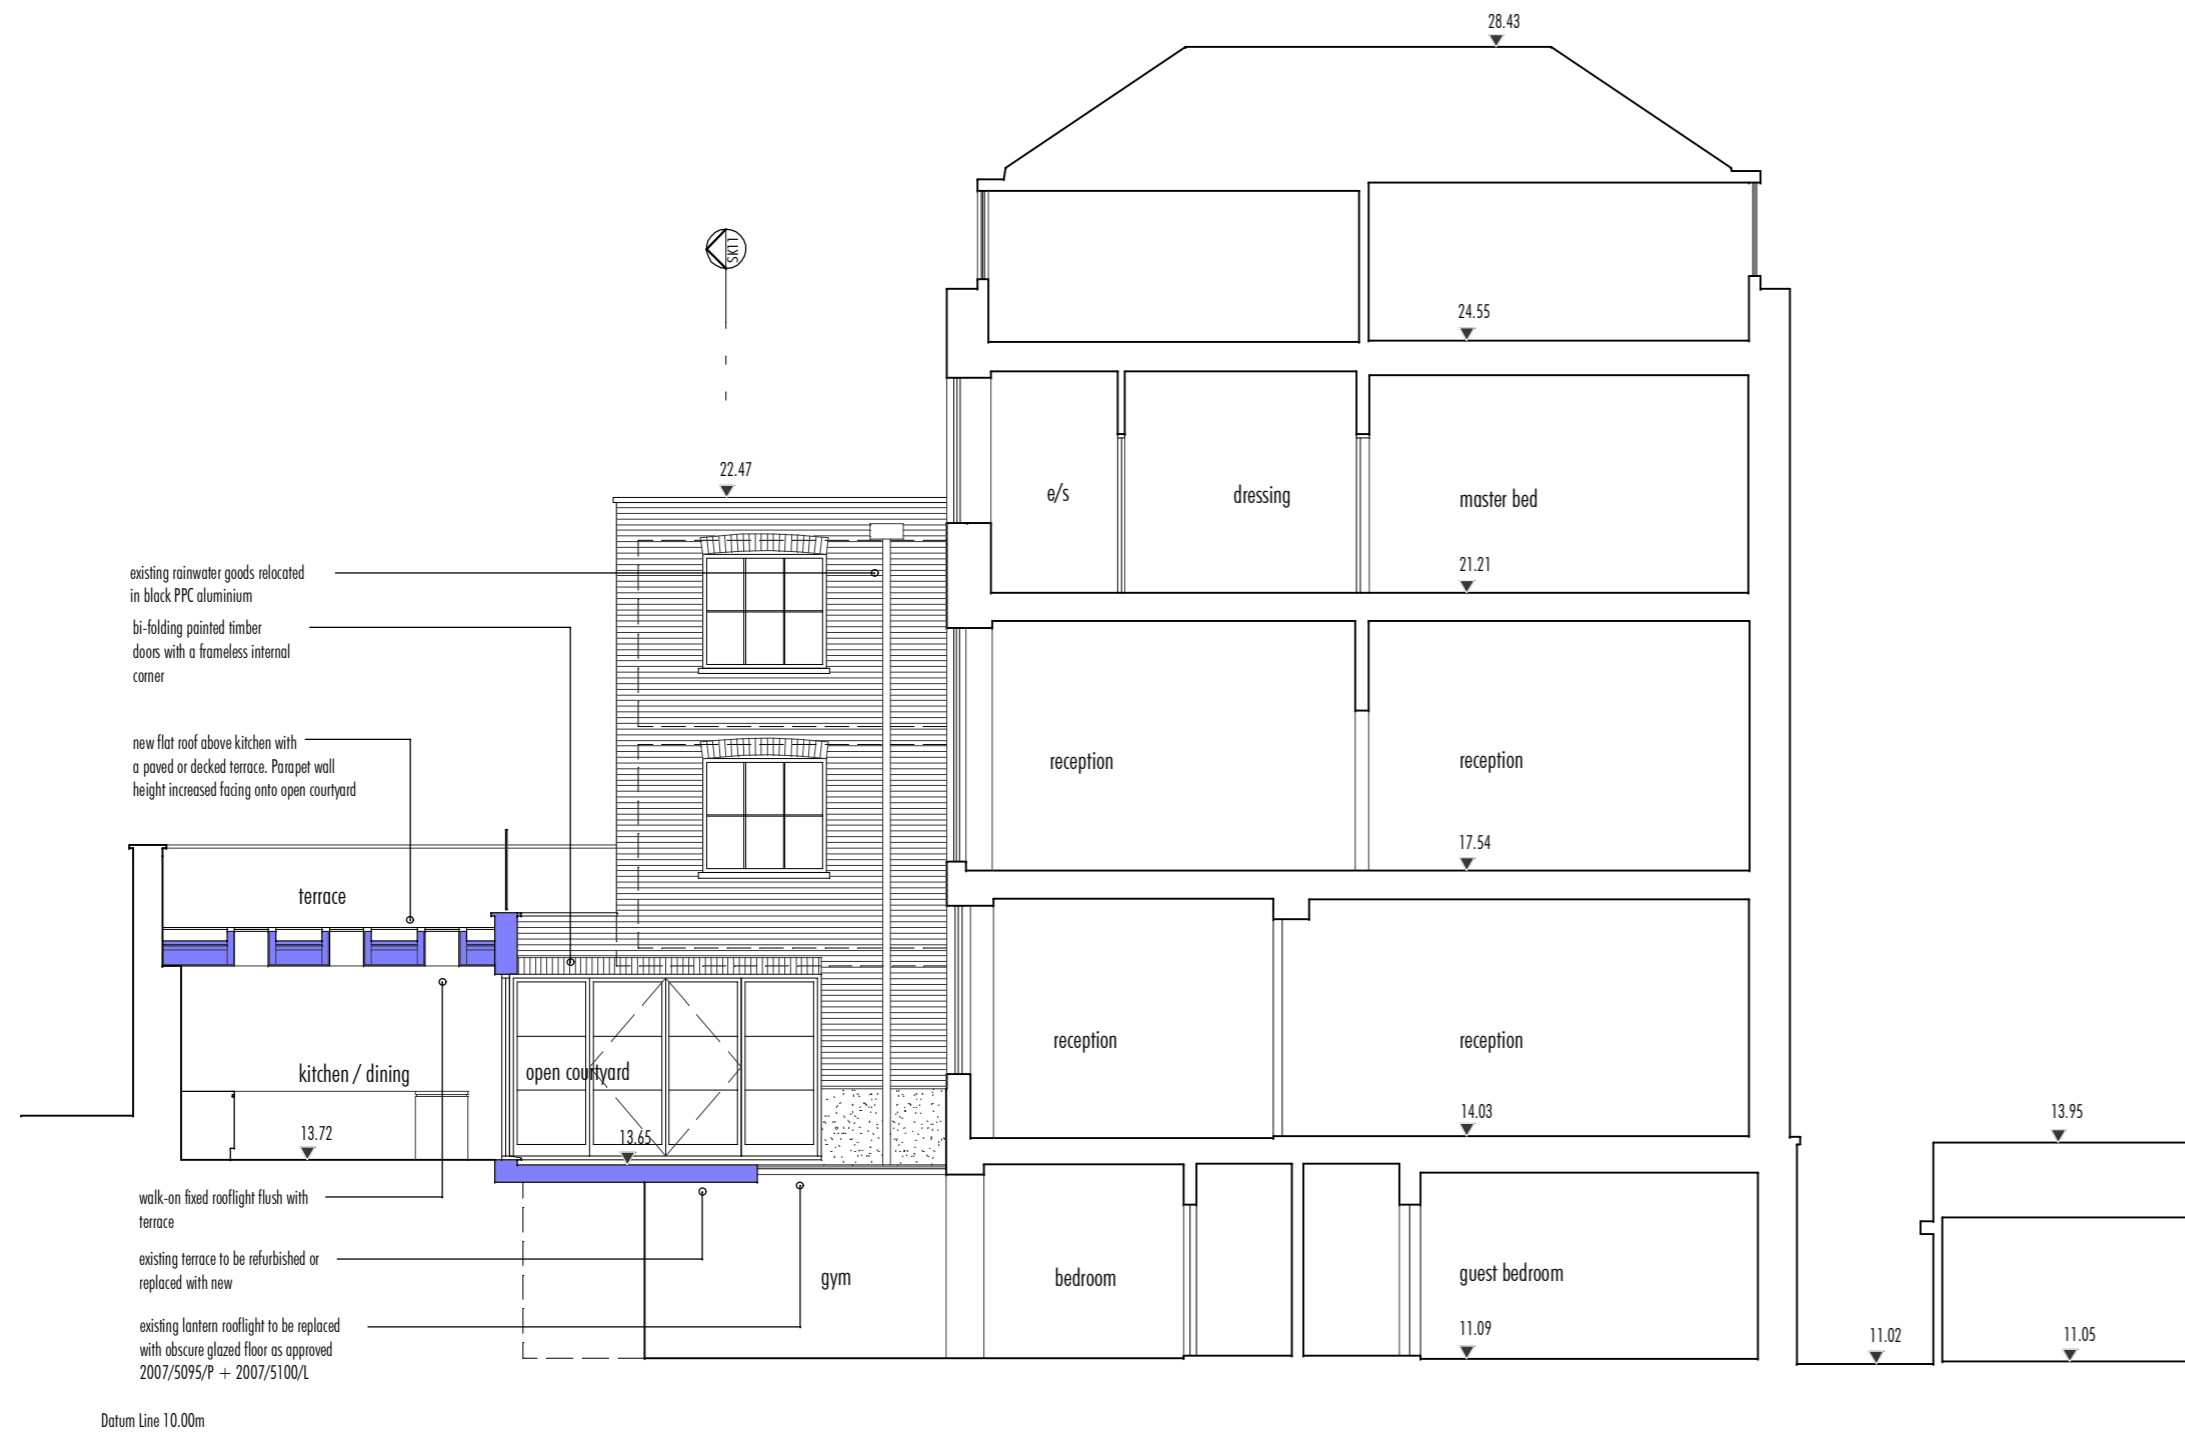 28.43
SK11
24.55
22.47
e/s
dressing
master bed
21.21
existing rainwater goods relocated
in black PPC aluminium
bi-folding painted timber
doors with a frameless internal
corner
new flat roof above kitchen with
a paved or decked terrace. Parapet wall
height increased facing onto open courtyard
reception
reception
17.54
terrace
reception
reception
kitchen / dining
open courtyard
14.03
13.95
13.72
13.65
walk-on fixed rooflight flush with
terrace
existing terrace to be refurbished or
replaced with new
gym
bedroom
guest bedroom
existing lantern rooflight to be replaced
with obscure glazed floor as approved
2007/5095/P + 2007/5100/L
11.09
11.02
11.05
Datum Line 10.00m